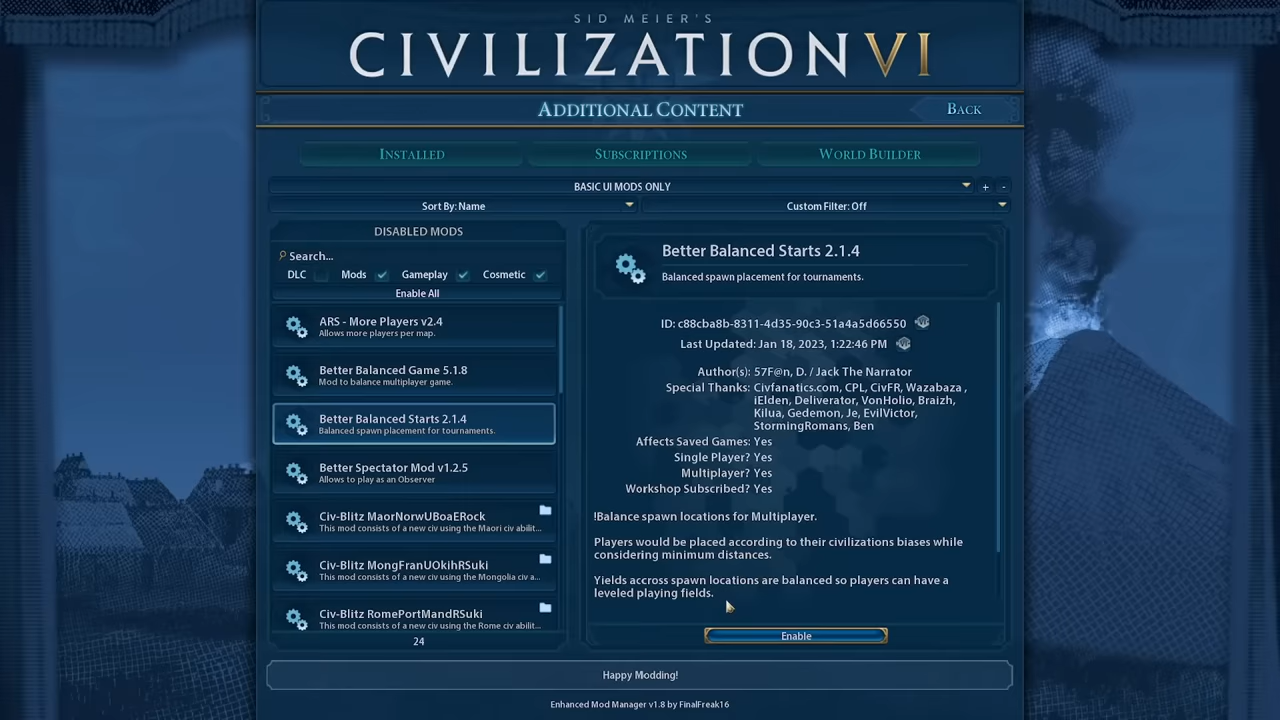 SID MEIER'S
CIVILIZATION VI
ADDITIONAL CONTENT
BACK
INSTALLED
SUBSCRIPTIONS
WORLD BUILDER
BASIC UI MODS ONLY
+ -
Sort By: Name
Custom Filter: Off
DISABLED MODS
Search...
DLC Mods Gameplay Cosmetic
Enable All
ARS - More Players v2.4
Allows more players per map.
Better Balanced Game 5.1.8
Mod to balance multiplayer game.
Better Balanced Starts 2.1.4
Balanced spawn placement for tournaments.
Better Spectator Mod v1.2.5
Allows to play as an Observer
Civ-Blitz MaorNorwUBoaERock
This mod consists of a new civ using the Maori civ abilit...
Civ-Blitz MongFranUOkihRSuki
This mod consists of a new civ using the Mongolia civ a...
Civ-Blitz RomePortMandRSuki
This mod consists of a new civ using the Rome civ abilit...
24
Better Balanced Starts 2.1.4
Balanced spawn placement for tournaments.
ID: c88cba8b-8311-4d35-90c3-51a4a5d66550
Last Updated: Jan 18, 2023, 1:22:46 PM
Author(s): 57F@n, D. / Jack The Narrator
Special Thanks: Civfanatics.com, CPL, CivFR, Wazabaza ,
iElden, Deliverator, VonHolio, Braizh,
Kilua, Gedemon, Je, EvilVictor,
StormingRomans, Ben
Affects Saved Games: Yes
Single Player? Yes
Multiplayer? Yes
Workshop Subscribed? Yes
!Balance spawn locations for Multiplayer.
Players would be placed according to their civilizations biases while
considering minimum distances.
Yields accross spawn locations are balanced so players can have a
leveled playing fields.
Enable
Happy Modding!
Enhanced Mod Manager v1.8 by FinalFreak16